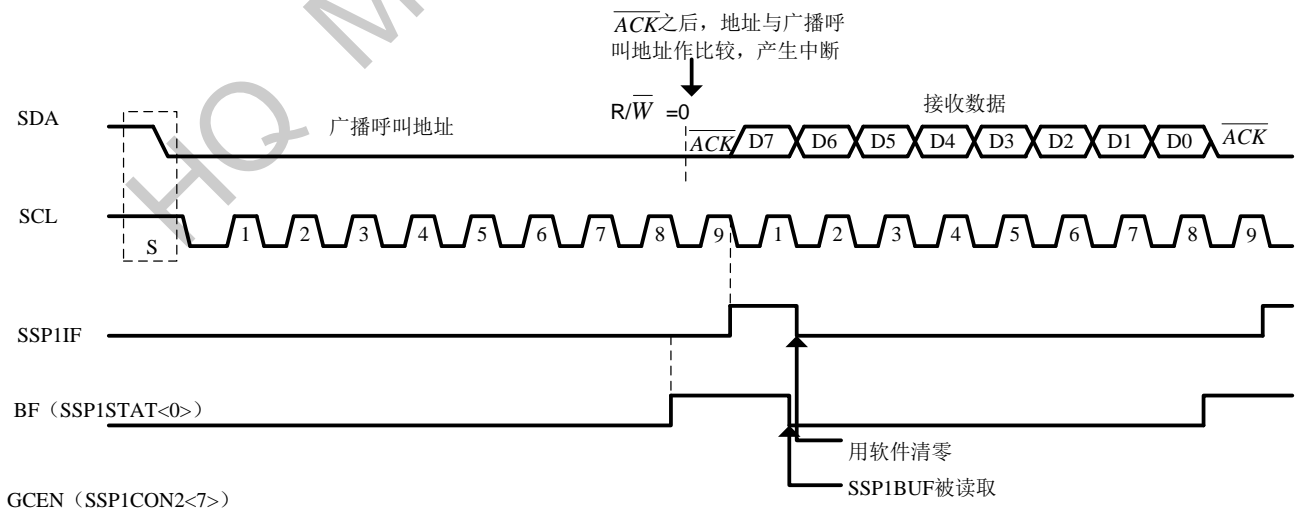 HQ M
ACK之后，地址与广播呼
叫地址作比较，产生中断
R/W =0
SDA
广播呼叫地址
接收数据
ACK D7 D6 D5 D4 D3 D2 D1 D0 ACK
SCL
S
1 2 3 4 5 6 7 8 9 1 2 3 4 5 6 7 8 9
SSP1IF
BF（SSP1STAT<0>）
用软件清零
SSP1BUF被读取
GCEN（SSP1CON2<7>）